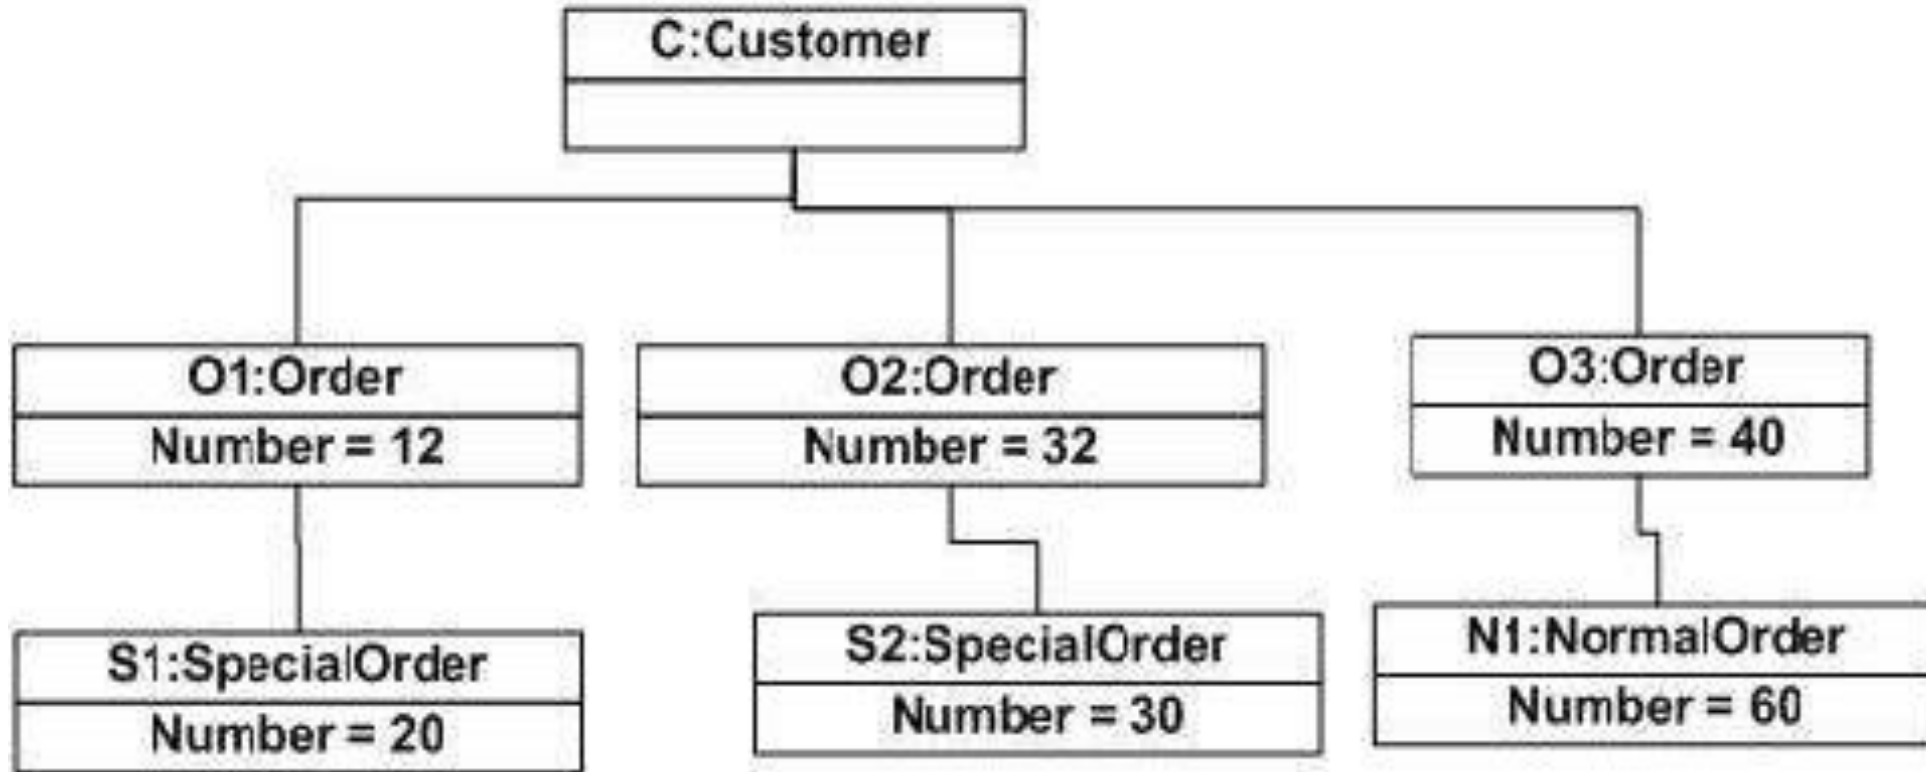 C:Customer
O1:Order
Number = 12
O2:Order
Number = 32
O3:Order
Number = 40
S1:SpecialOrder
Number = 20
S2:SpecialOrder
Number = 30
N1:NormalOrder
Number = 60